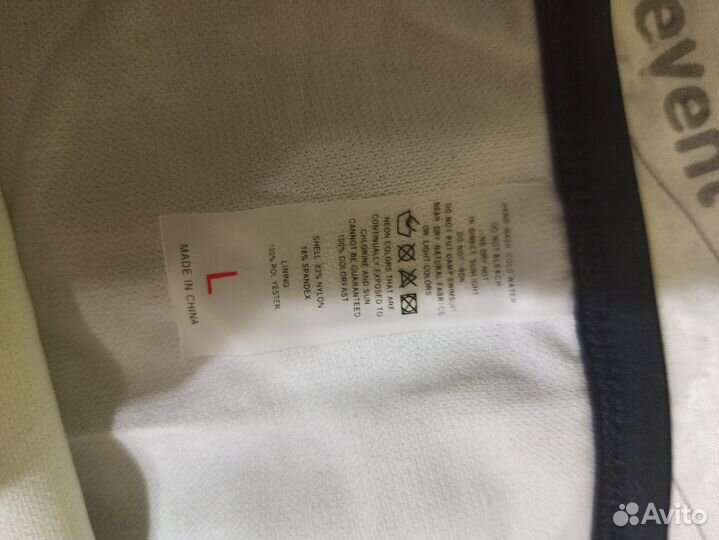 HAND WASH COLD WATER
DO NOT BLEACH
LINE DRY NOT
IN DIRECT SUNLIGHT
DO NOT IRON
DO NOT PUT DAMP SWIMSUIT
NEAR DRY NATURAL FABRICS
OR LIGHT COLORS
NEON COLORS THAT ARE
CONTINUALLY EXPOSED TO
CHLORINE AND SUN
CANNOT BE GUARANTEED
100% COLORFAST
SHELL: 82% NYLON
18% SPANDEX
LINING:
100% POLYESTER
L
MADE IN CHINA
event
Avito